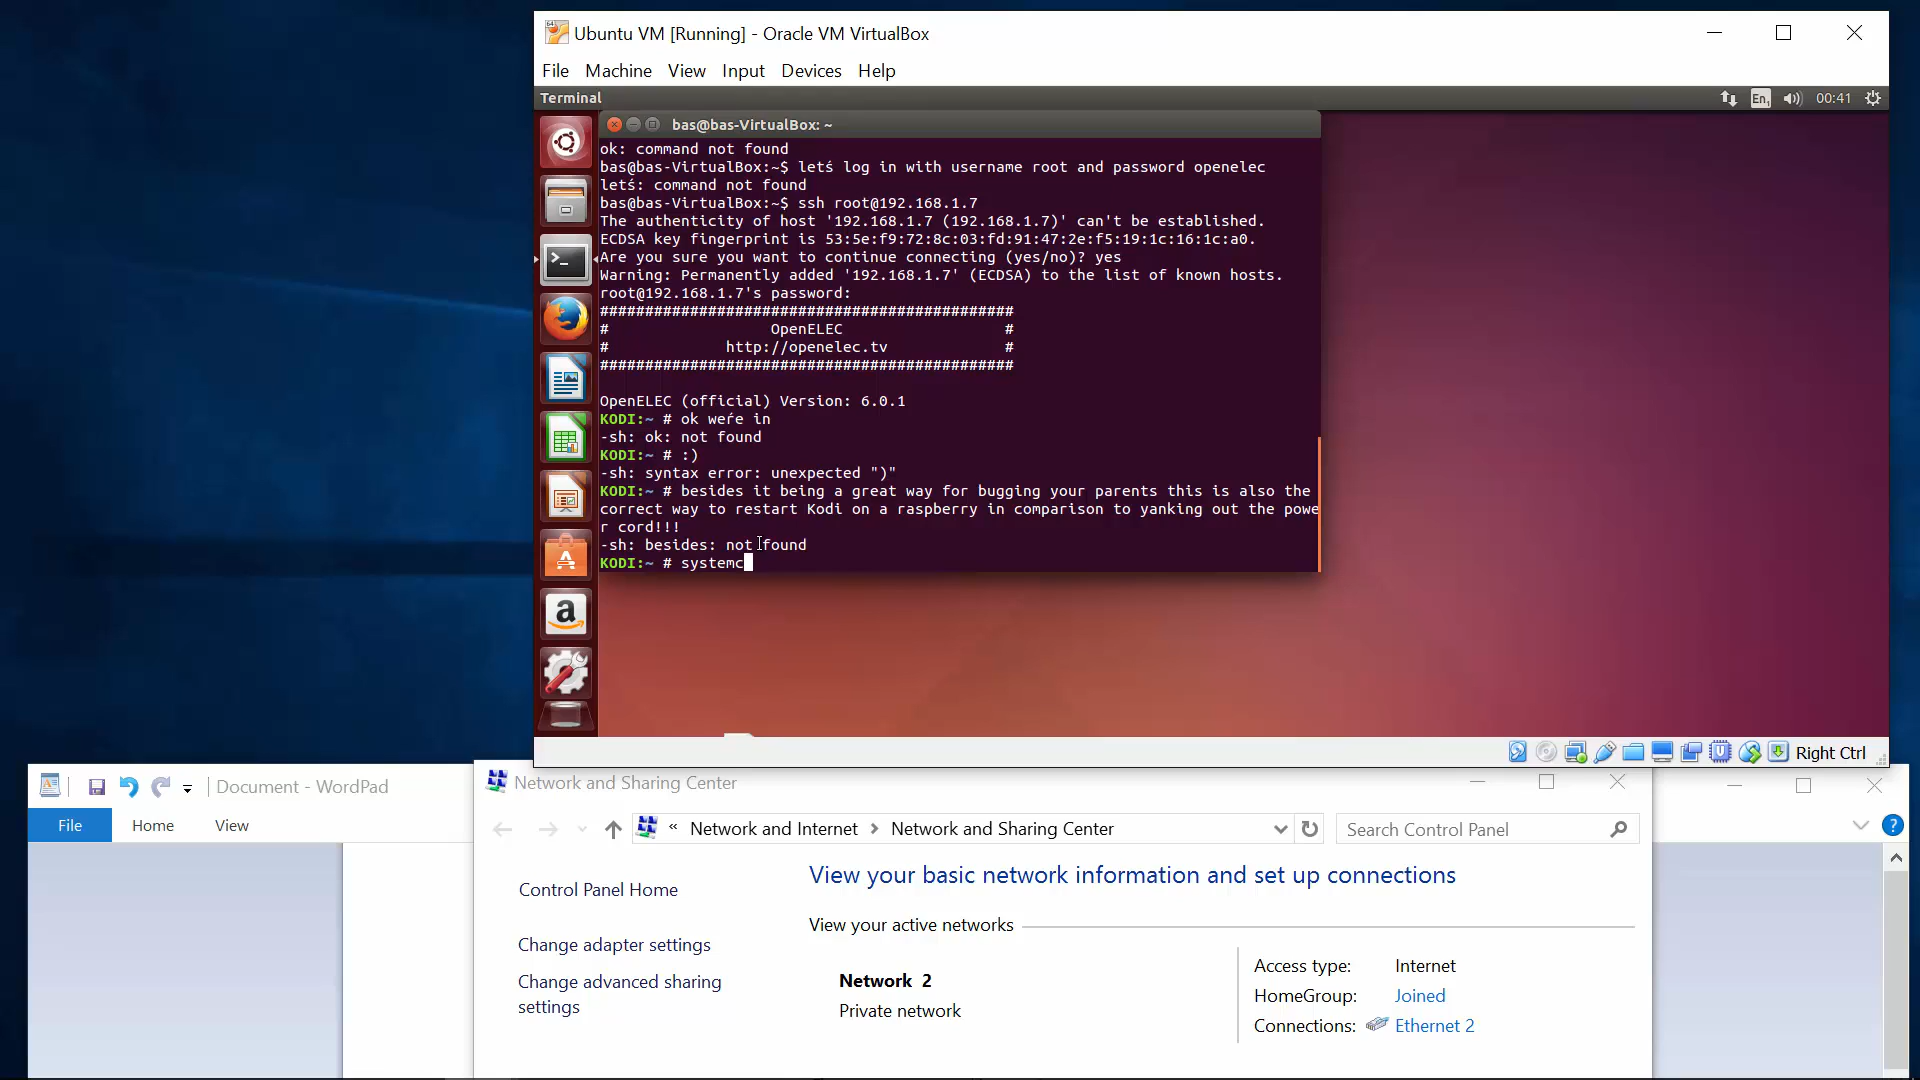 Ubuntu VM [Running] - Oracle VM VirtualBox
File Machine View Input Devices Help
Terminal
En1
00:41
bas@bas-VirtualBox: ~
ok: command not found
bas@bas-VirtualBox:~$ letś log in with username root and password openelec
letś: command not found
bas@bas-VirtualBox:~$ ssh root@192.168.1.7
The authenticity of host '192.168.1.7 (192.168.1.7)' can't be established.
ECDSA key fingerprint is 53:5e:f9:72:8c:03:fd:91:47:2e:f5:19:1c:16:1c:a0.
Are you sure you want to continue connecting (yes/no)? yes
Warning: Permanently added '192.168.1.7' (ECDSA) to the list of known hosts.
root@192.168.1.7's password:
##############################################
# OpenELEC #
# http://openelec.tv #
##############################################
OpenELEC (official) Version: 6.0.1
KODI:~ # ok weŕe in
-sh: ok: not found
KODI:~ # :)
-sh: syntax error: unexpected ")"
KODI:~ # besides it being a great way for bugging your parents this is also the
correct way to restart Kodi on a raspberry in comparison to yanking out the powe
r cord!!!
-sh: besides: not found
KODI:~ # systemc
a
Right Ctrl
Document - WordPad
File Home View
Network and Sharing Center
« Network and Internet > Network and Sharing Center
Search Control Panel
?
Control Panel Home
Change adapter settings
Change advanced sharing
settings
View your basic network information and set up connections
View your active networks
Network 2
Private network
Access type: Internet
HomeGroup: Joined
Connections: Ethernet 2